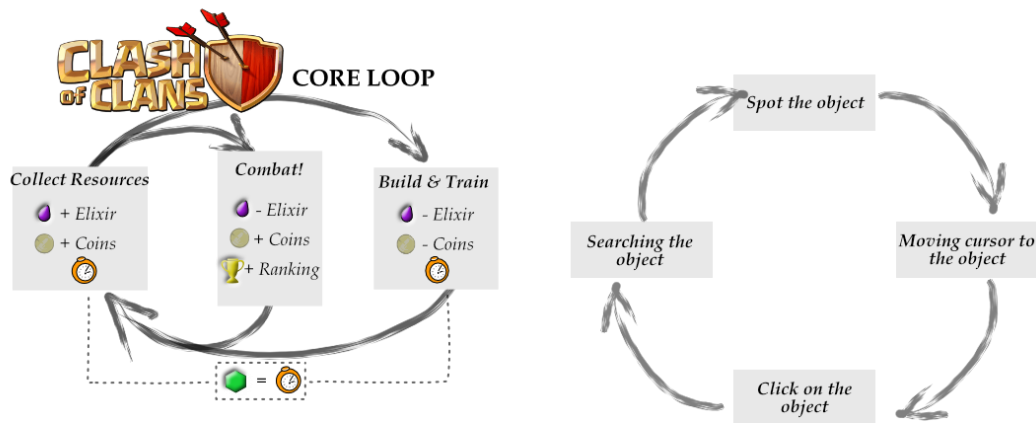 CLASH
OF CLANS
CORE LOOP
Collect Resources
+ Elixir
+ Coins
Combat!
- Elixir
+ Coins
+ Ranking
Build & Train
- Elixir
- Coins
=
Spot the object
Moving cursor to
the object
Click on the
object
Searching the
object